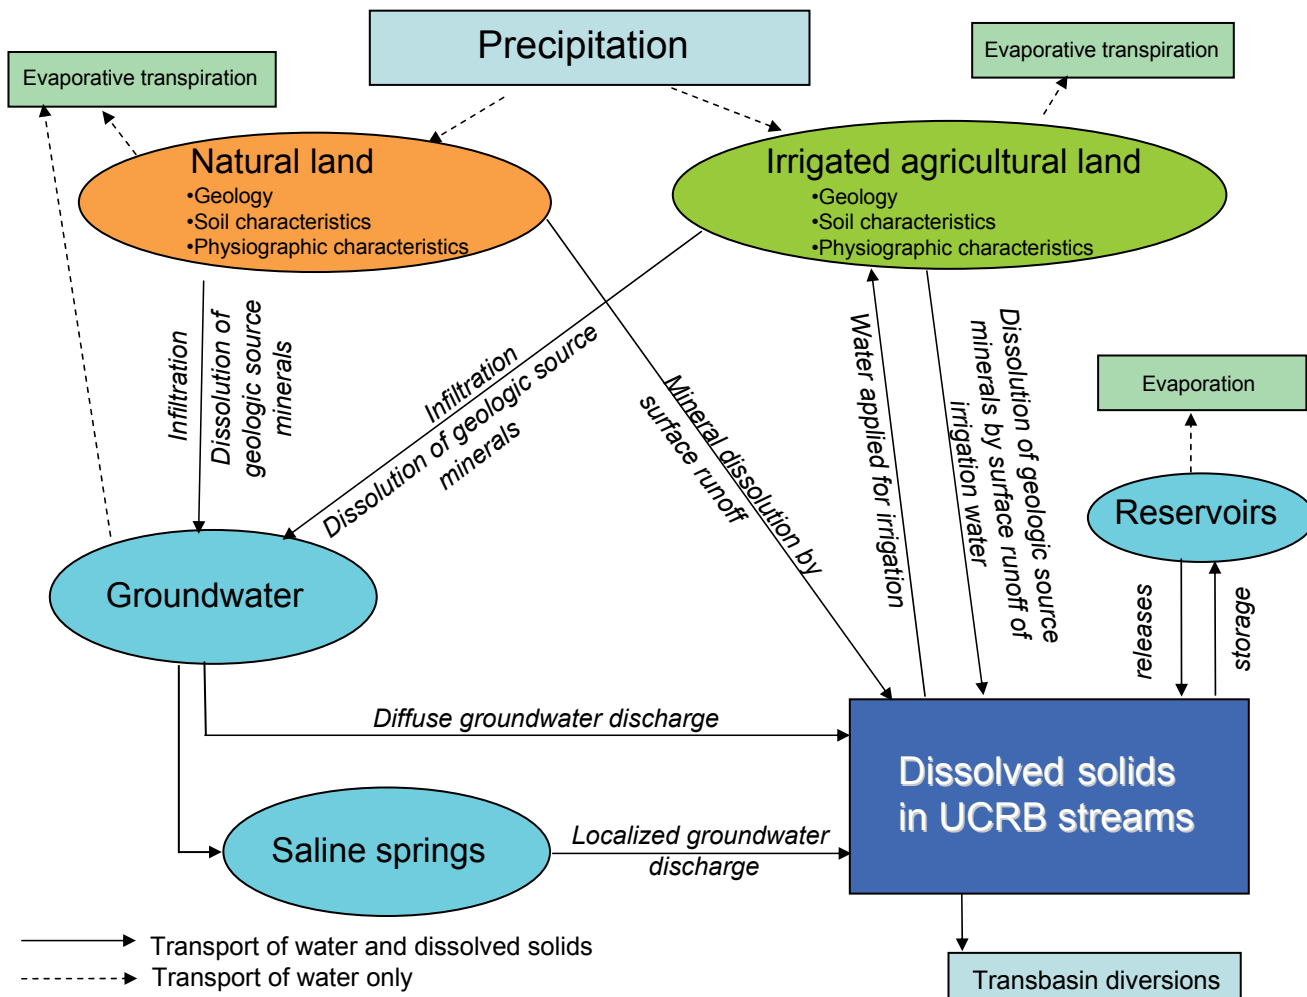 Precipitation
Evaporative transpiration
Evaporative transpiration
Natural land
•Geology
•Soil characteristics
•Physiographic characteristics
Irrigated agricultural land
•Geology
•Soil characteristics
•Physiographic characteristics
Infiltration
Dissolution of
geologic source
minerals
Infiltration
Dissolution of geologic source
minerals
Mineral dissolution by
surface runoff
Water applied for irrigation
Dissolution of geologic source
minerals by surface runoff of
irrigation water
Evaporation
Reservoirs
releases
storage
Groundwater
Diffuse groundwater discharge
Dissolved solids
in UCRB streams
Saline springs
Localized groundwater
discharge
Transport of water and dissolved solids
Transport of water only
Transbasin diversions